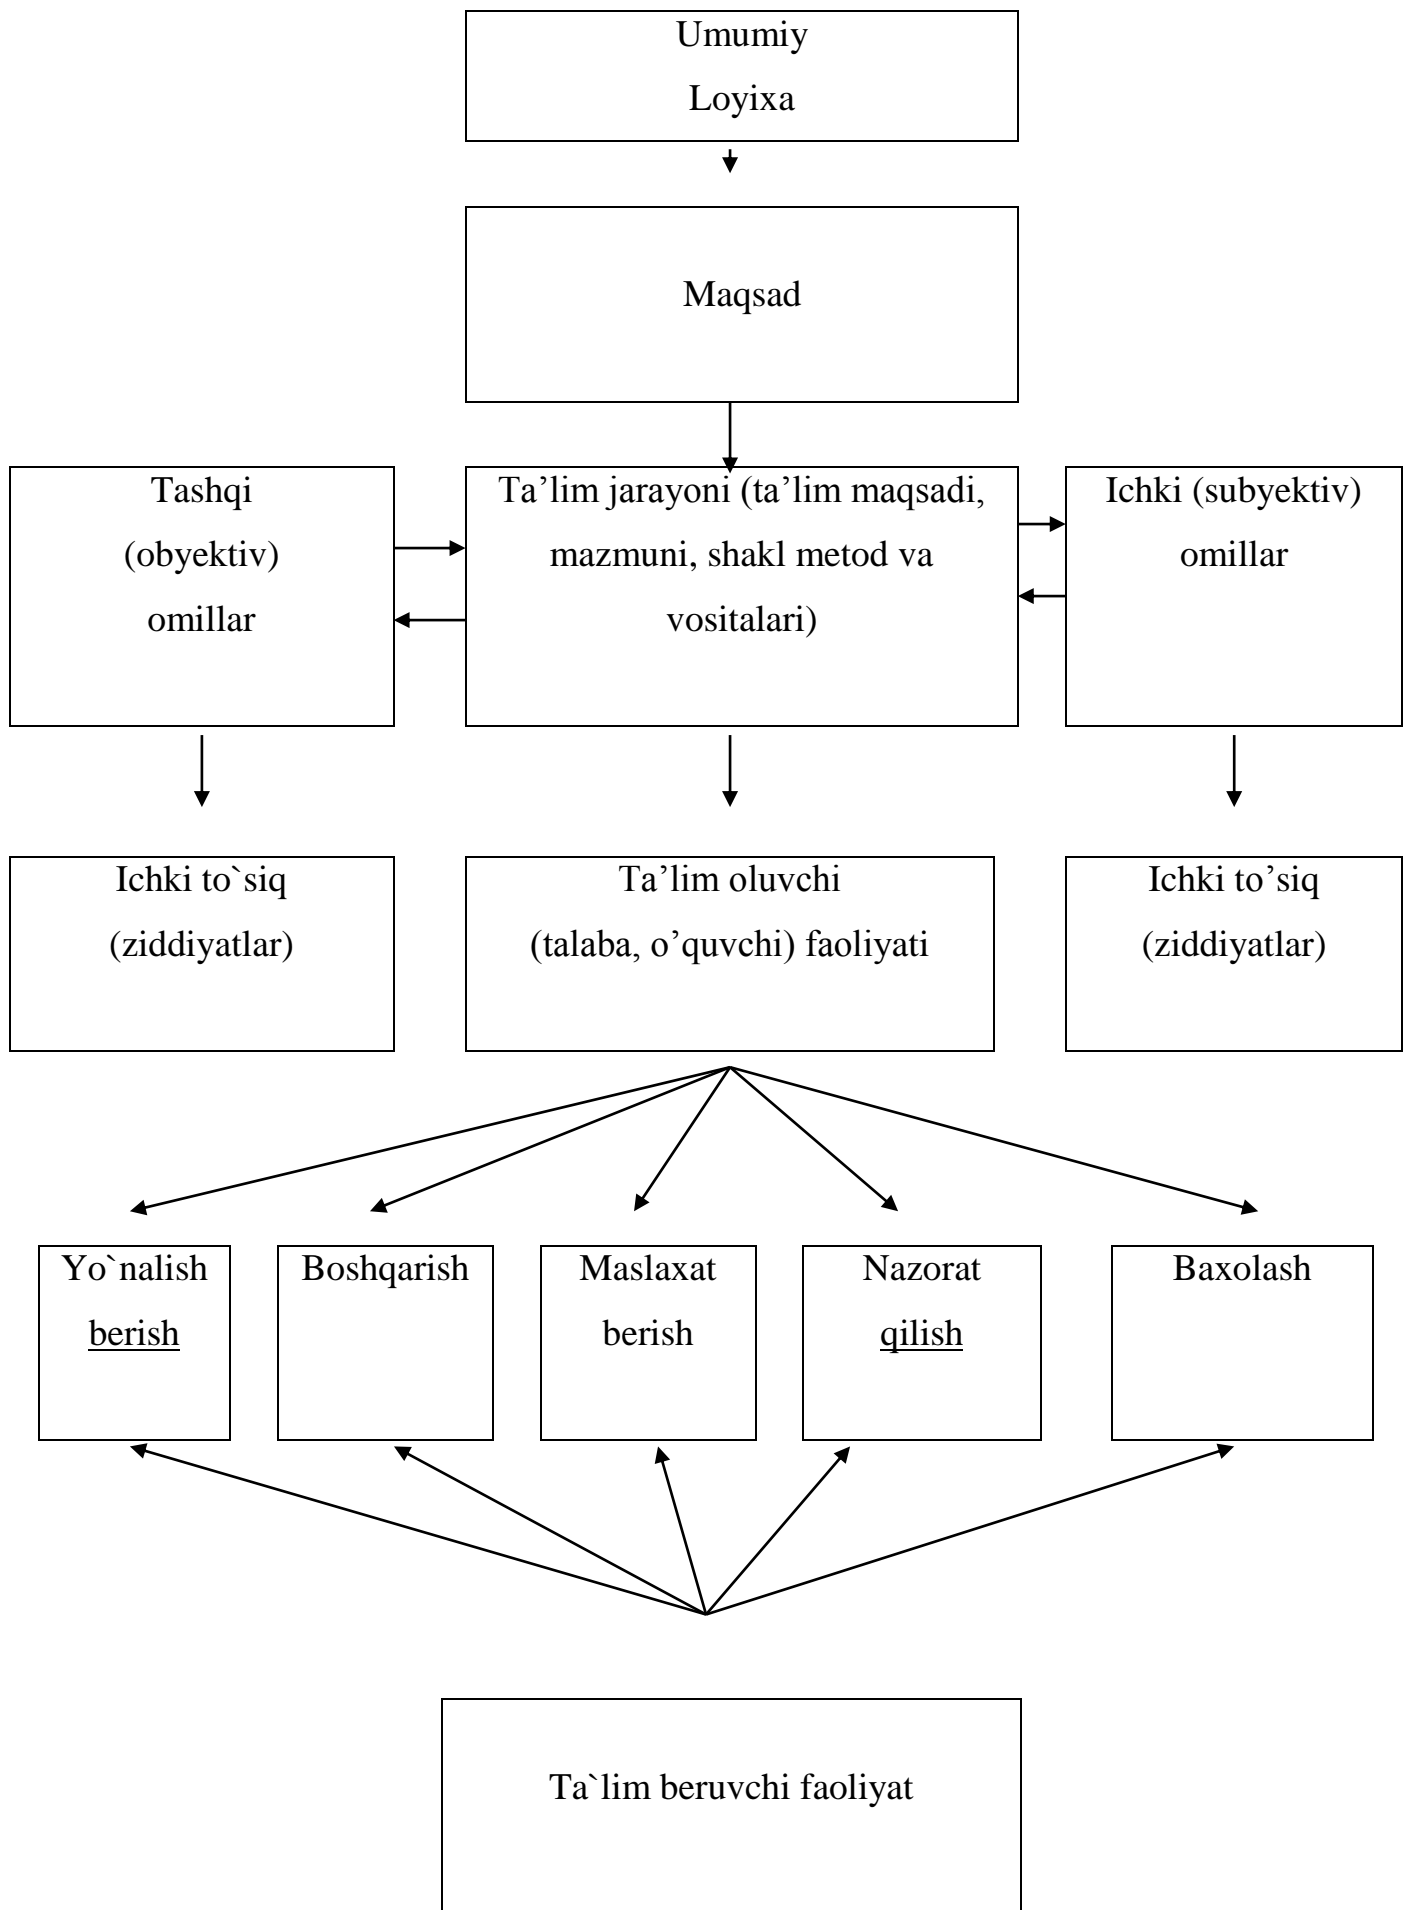 Umumiy
Loyixa
Maqsad
Tashqi
(obyektiv)
omillar
Ta’lim jarayoni (ta’lim maqsadi,
mazmuni, shakl metod va
vositalari)
Ichki (subyektiv)
omillar
Ichki to`siq
(ziddiyatlar)
Ta’lim oluvchi
(talaba, o’quvchi) faoliyati
Ichki to’siq
(ziddiyatlar)
Yo`nalish
berish
Boshqarish
Maslaxat
berish
Nazorat
qilish
Baxolash
Ta`lim beruvchi faoliyat